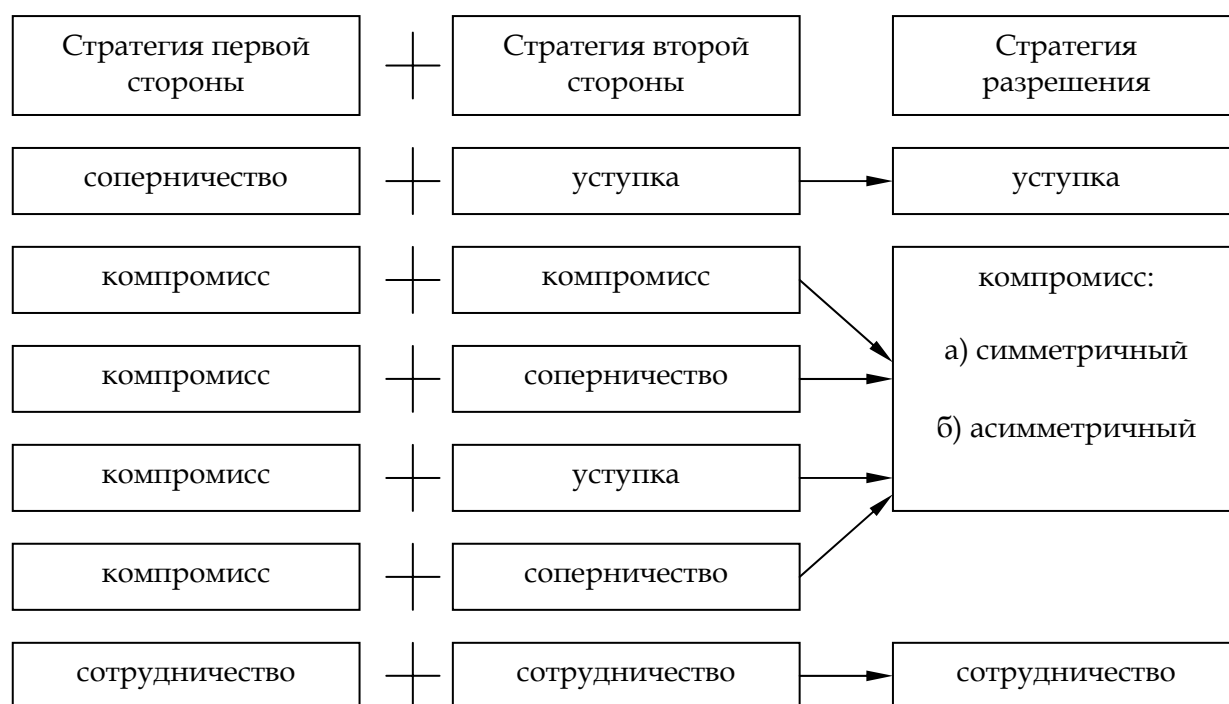 Стратегия первой
стороны
Стратегия второй
стороны
Стратегия
разрешения
соперничество
уступка
уступка
компромисс
компромисс
компромисс:
а) симметричный
б) асимметричный
компромисс
соперничество
компромисс
уступка
компромисс
соперничество
сотрудничество
сотрудничество
сотрудничество